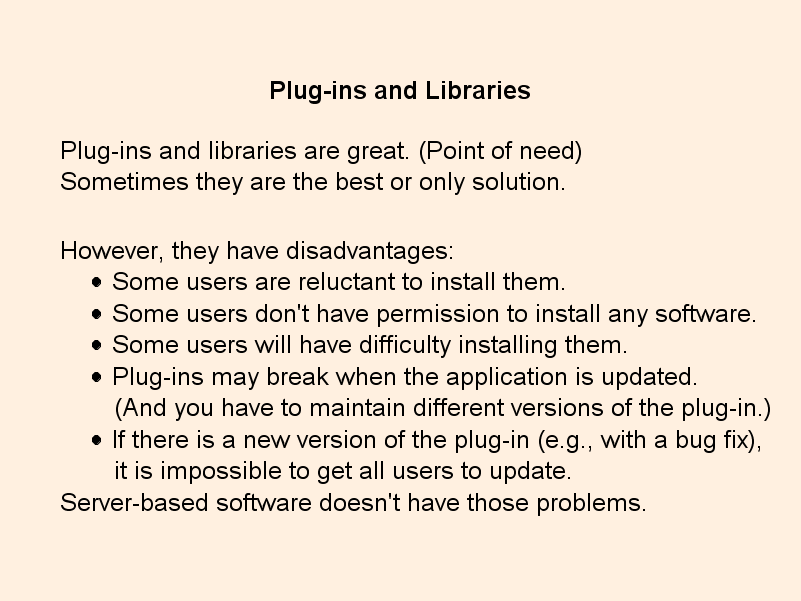 Plug-ins and Libraries
Plug-ins and libraries are great. (Point of need)
Sometimes they are the best or only solution.
However, they have disadvantages:
● Some users are reluctant to install them.
● Some users don't have permission to install any software.
● Some users will have difficulty installing them.
● Plug-ins may break when the application is updated.
(And you have to maintain different versions of the plug-in.)
● If there is a new version of the plug-in (e.g., with a bug fix),
it is impossible to get all users to update.
Server-based software doesn't have those problems.